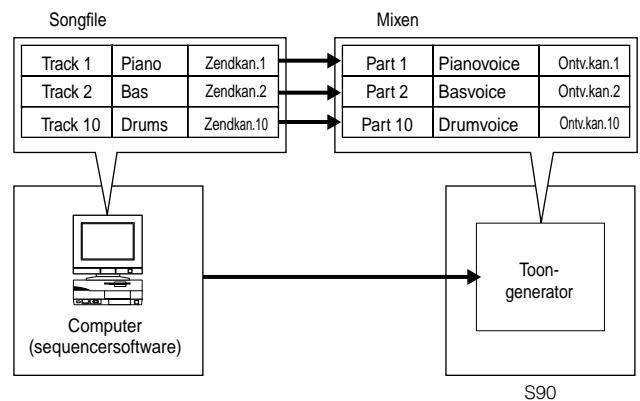 Songfile
Mixen
Track 1 Piano Zendkan.1
Part 1 Pianovoice Ontv.kan.1
Track 2 Bas Zendkan.2
Part 2 Basvoice Ontv.kan.2
Track 10 Drums Zendkan.10
Part 10 Drumvoice Ontv.kan.10
Computer
(sequencersoftware)
Toon-
generator
S90